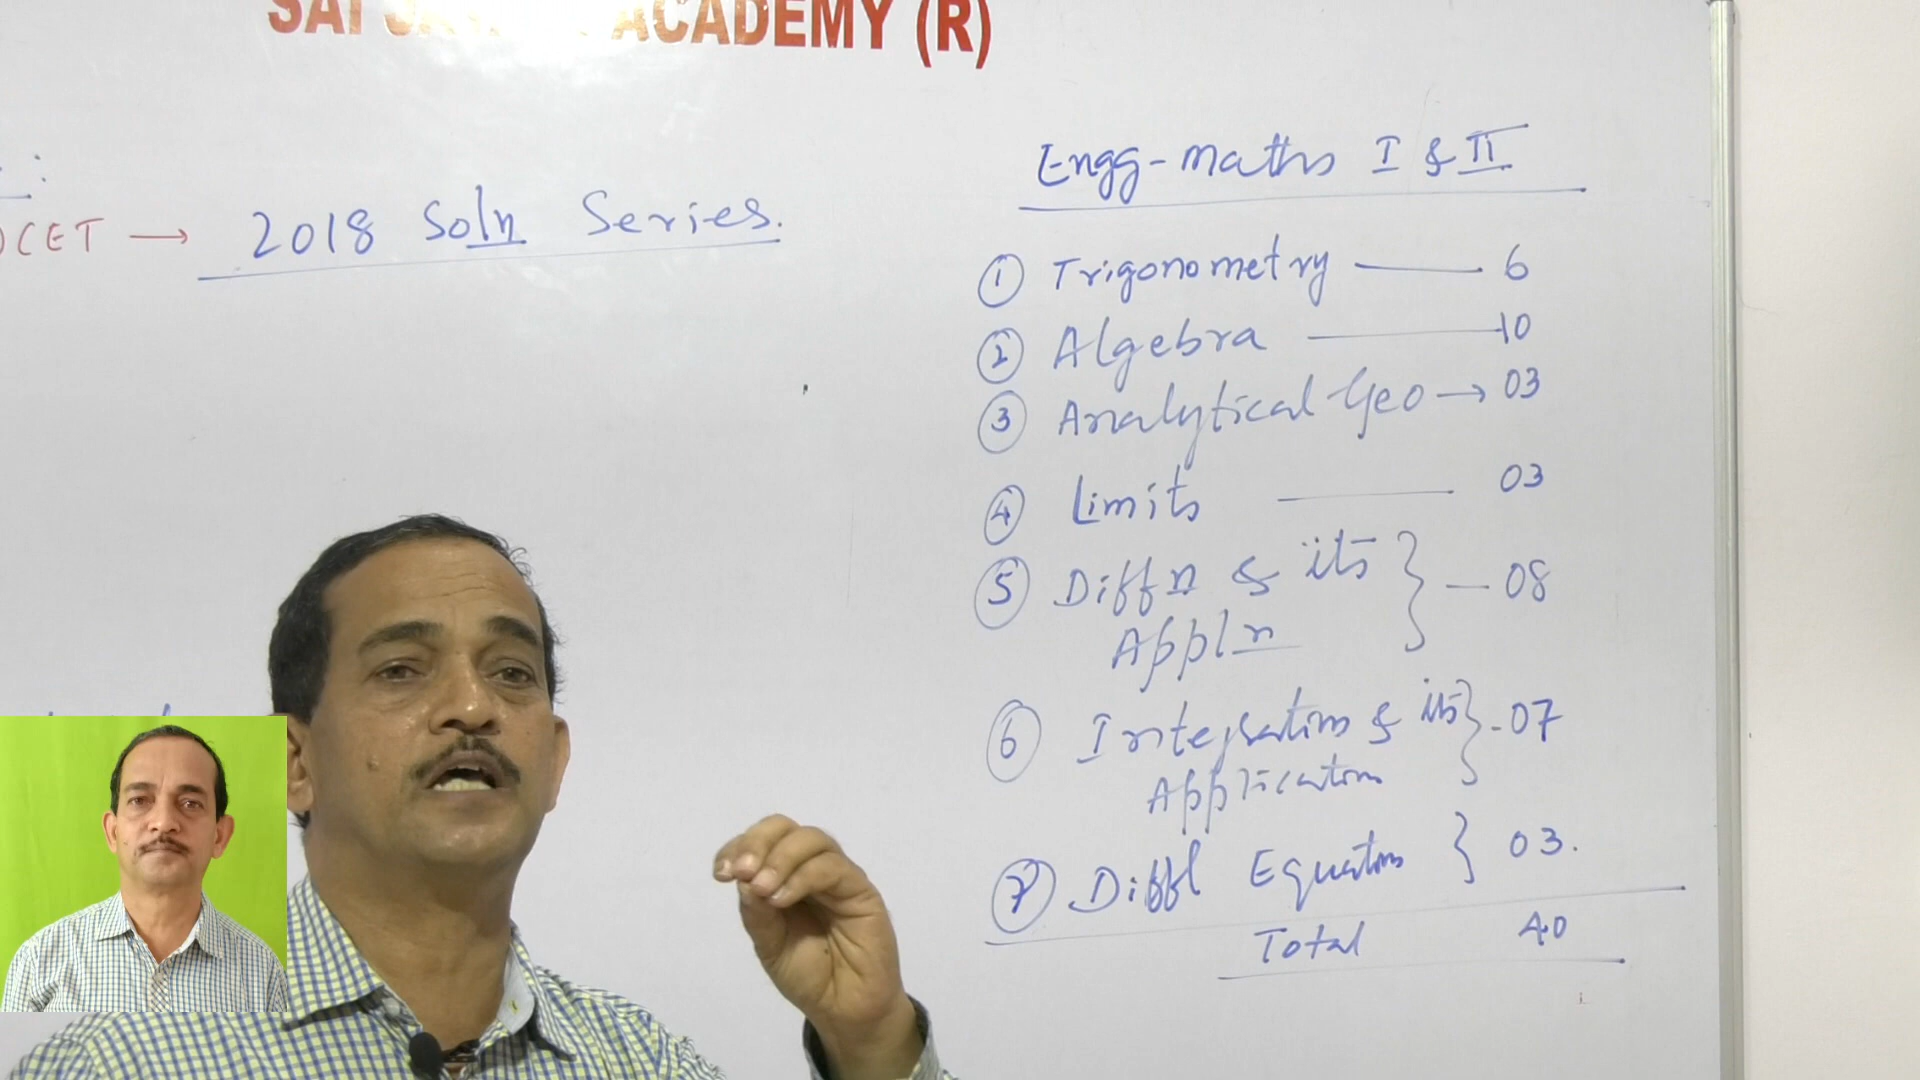 SAI ACADEMY (R)
CET → 2018 Soln Series.
Engg-maths I & II
① Trigonometry — 6
② Algebra — 10
③ Analytical Geo → 03
④ Limits — 03
⑤ Diffn & its } — 08
Appln
⑥ Integration & its } - 07
Application
⑦ Diffl Equations } 03.
Total 40